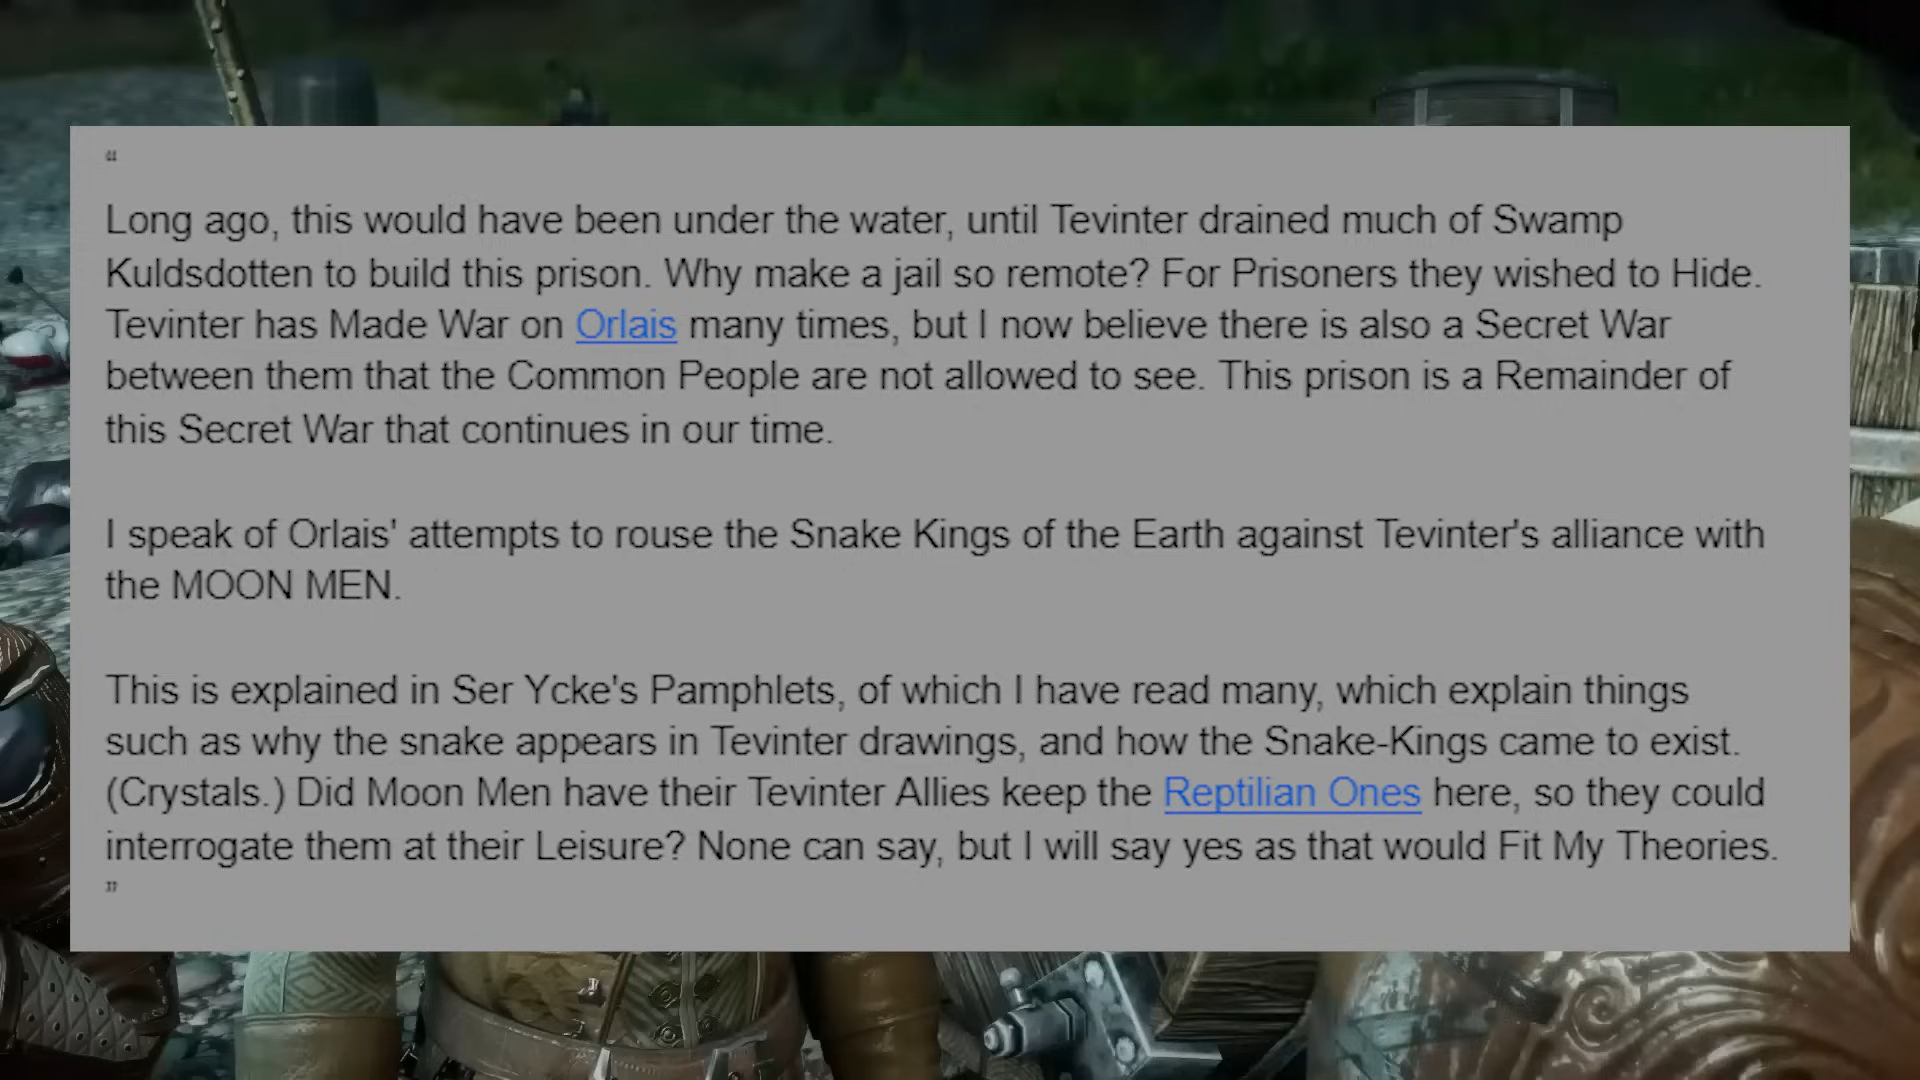 “
Long ago, this would have been under the water, until Tevinter drained much of Swamp
Kuldsdotten to build this prison. Why make a jail so remote? For Prisoners they wished to Hide.
Tevinter has Made War on Orlais many times, but I now believe there is also a Secret War
between them that the Common People are not allowed to see. This prison is a Remainder of
this Secret War that continues in our time.
I speak of Orlais' attempts to rouse the Snake Kings of the Earth against Tevinter's alliance with
the MOON MEN.
This is explained in Ser Ycke's Pamphlets, of which I have read many, which explain things
such as why the snake appears in Tevinter drawings, and how the Snake-Kings came to exist.
(Crystals.) Did Moon Men have their Tevinter Allies keep the Reptilian Ones here, so they could
interrogate them at their Leisure? None can say, but I will say yes as that would Fit My Theories.
”